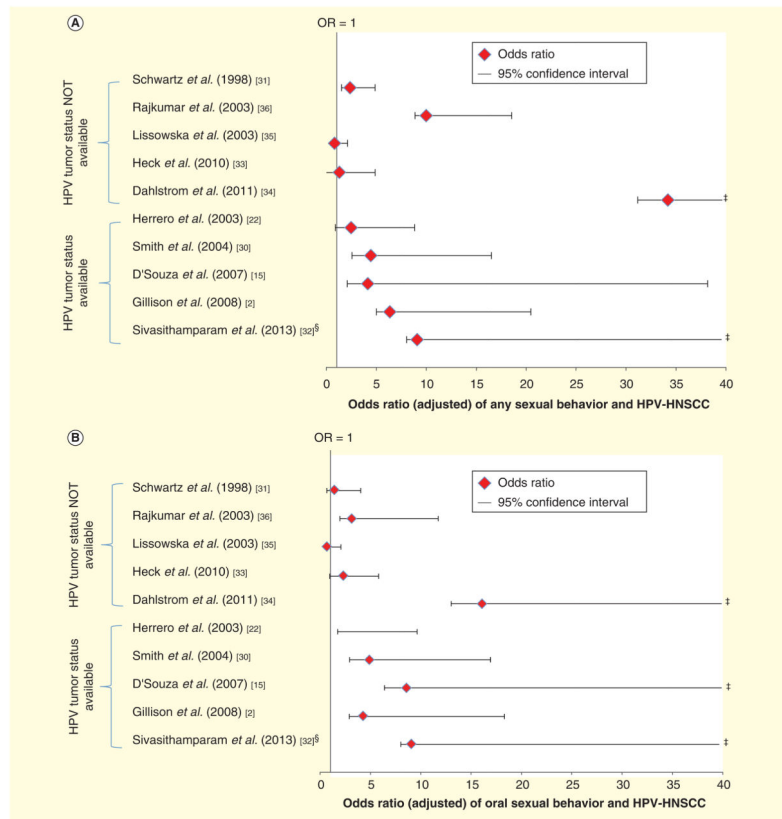 A
OR = 1
Odds ratio
95% confidence interval
HPV tumor status NOT
available
Schwartz et al. (1998) [31]
Rajkumar et al. (2003) [36]
Lissowska et al. (2003) [35]
Heck et al. (2010) [33]
Dahlstrom et al. (2011) [34]
‡
HPV tumor status
available
Herrero et al. (2003) [22]
Smith et al. (2004) [30]
D'Souza et al. (2007) [15]
Gillison et al. (2008) [2]
Sivasithamparam et al. (2013) [32]§
‡
0 5 10 15 20 25 30 35 40
Odds ratio (adjusted) of any sexual behavior and HPV-HNSCC
B
OR = 1
Odds ratio
95% confidence interval
HPV tumor status NOT
available
Schwartz et al. (1998) [31]
Rajkumar et al. (2003) [36]
Lissowska et al. (2003) [35]
Heck et al. (2010) [33]
Dahlstrom et al. (2011) [34]
‡
HPV tumor status
available
Herrero et al. (2003) [22]
Smith et al. (2004) [30]
D'Souza et al. (2007) [15]
‡
Gillison et al. (2008) [2]
Sivasithamparam et al. (2013) [32]§
‡
0 5 10 15 20 25 30 35 40
Odds ratio (adjusted) of oral sexual behavior and HPV-HNSCC